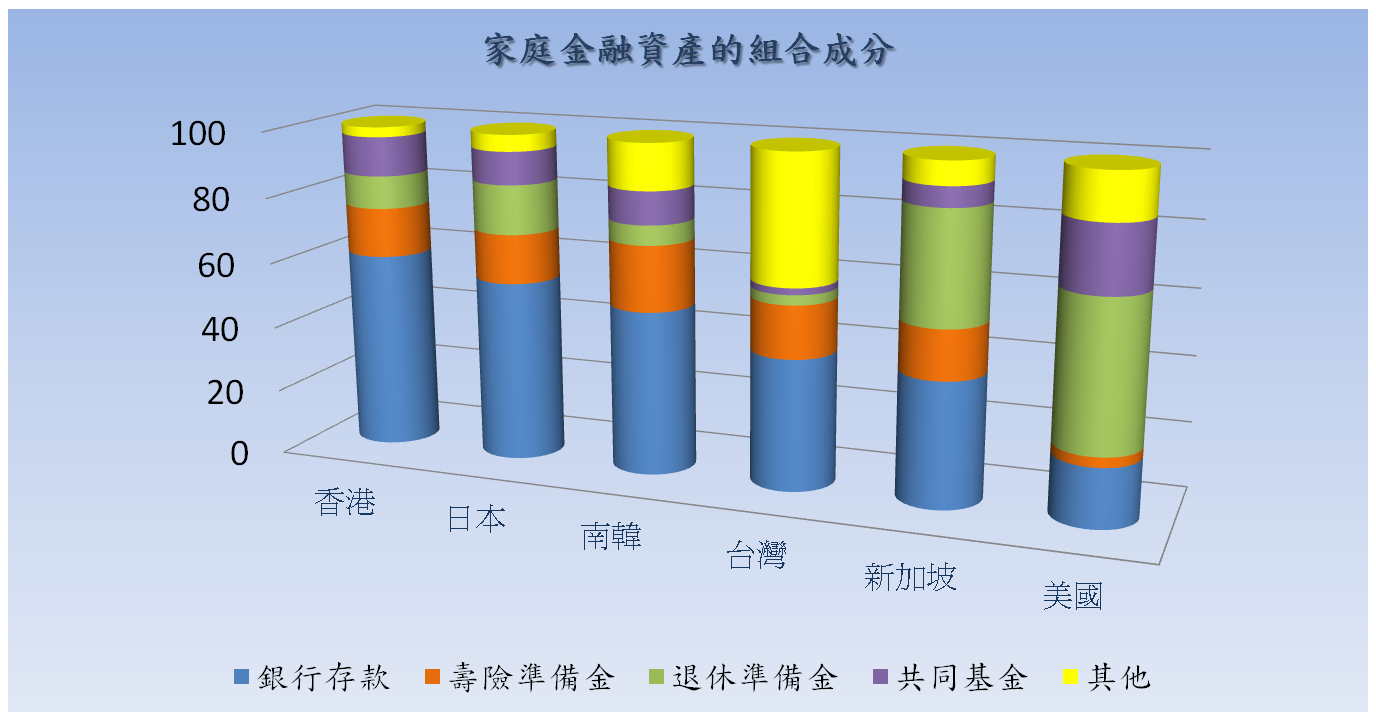 家庭金融資產的組合成分
100
80
60
40
20
0
香港
日本
南韓
台灣
新加坡
美國
銀行存款 壽險準備金 退休準備金 共同基金 其他